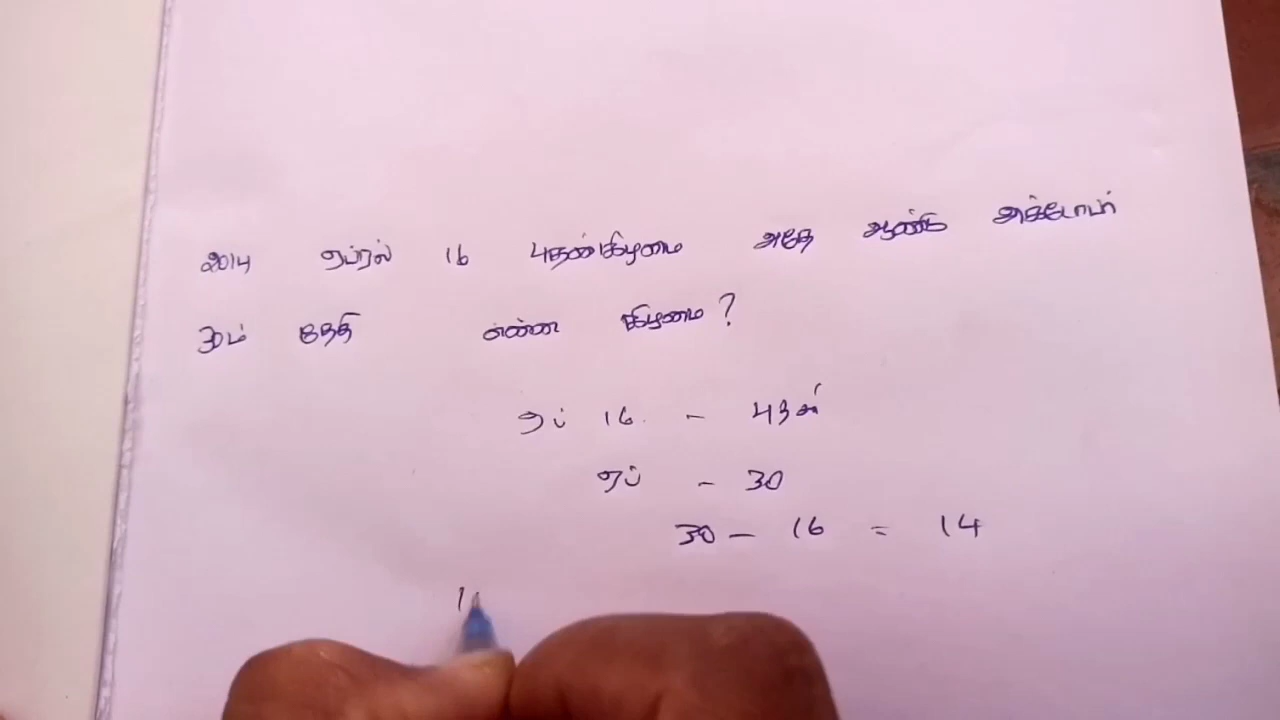 2014 ஏப்ரல் 16 புதன்கிழமை அதே ஆண்டு அக்டோபர்
30ம் தேதி என்ன கிழமை?
ஏப் 16 - புதன்
ஏப் - 30
30 - 16 = 14